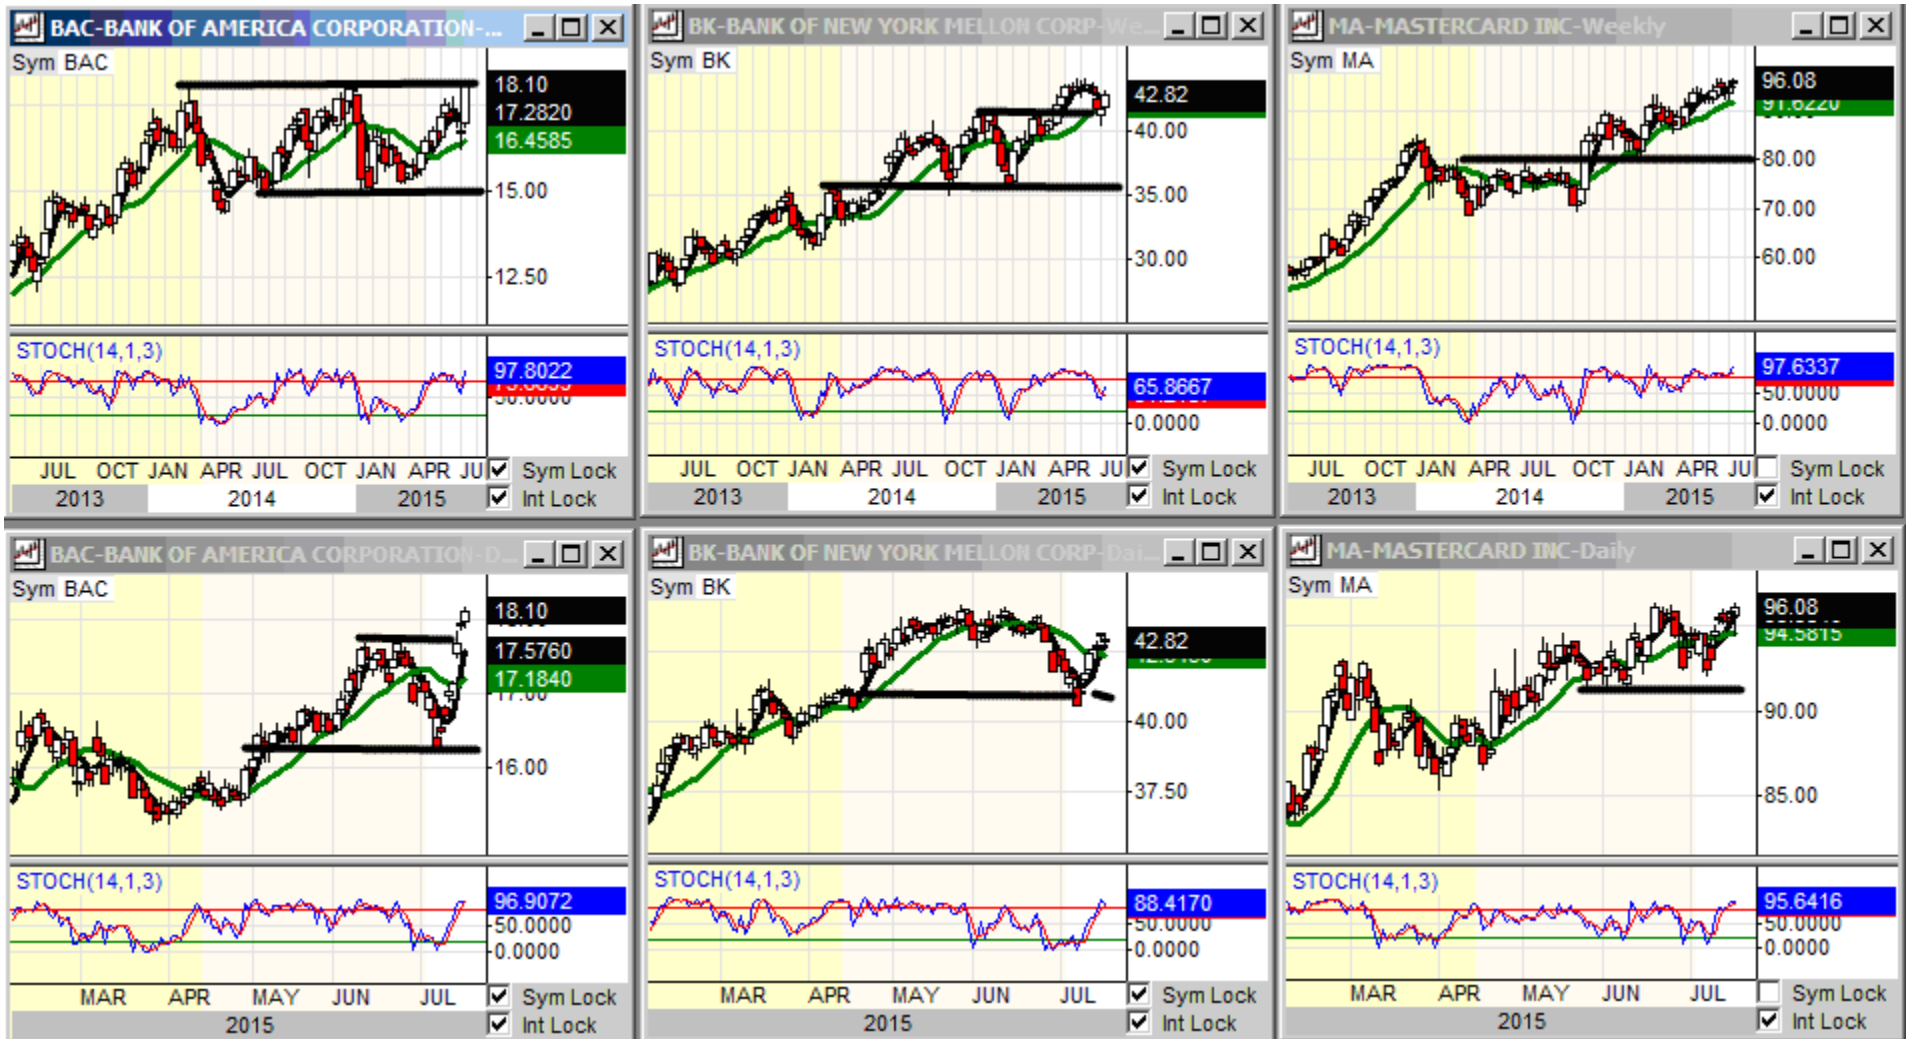 BAC-BANK OF AMERICA CORPORATION-...
Sym BAC
18.10
17.2820
16.4585
15.00
12.50
STOCH(14,1,3)
97.8022
50.0000
JUL OCT JAN APR JUL OCT JAN APR JU
2013 2014 2015
Sym Lock
Int Lock
BK-BANK OF NEW YORK MELLON CORP-We...
Sym BK
42.82
40.00
35.00
30.00
STOCH(14,1,3)
65.8667
0.0000
JUL OCT JAN APR JUL OCT JAN APR JU
2013 2014 2015
Sym Lock
Int Lock
MA-MASTERCARD INC-Weekly
Sym MA
96.08
91.6220
80.00
70.00
60.00
STOCH(14,1,3)
97.6337
50.0000
0.0000
JUL OCT JAN APR JUL OCT JAN APR JU
2013 2014 2015
Sym Lock
Int Lock
BAC-BANK OF AMERICA CORPORATION-D...
Sym BAC
18.10
17.5760
17.1840
17.00
16.00
STOCH(14,1,3)
96.9072
50.0000
0.0000
MAR APR MAY JUN JUL
2015
Sym Lock
Int Lock
BK-BANK OF NEW YORK MELLON CORP-Dai...
Sym BK
42.82
40.00
37.50
STOCH(14,1,3)
88.4170
50.0000
0.0000
MAR APR MAY JUN JUL
2015
Sym Lock
Int Lock
MA-MASTERCARD INC-Daily
Sym MA
96.08
94.5815
90.00
85.00
STOCH(14,1,3)
95.6416
50.0000
0.0000
MAR APR MAY JUN JUL
2015
Sym Lock
Int Lock